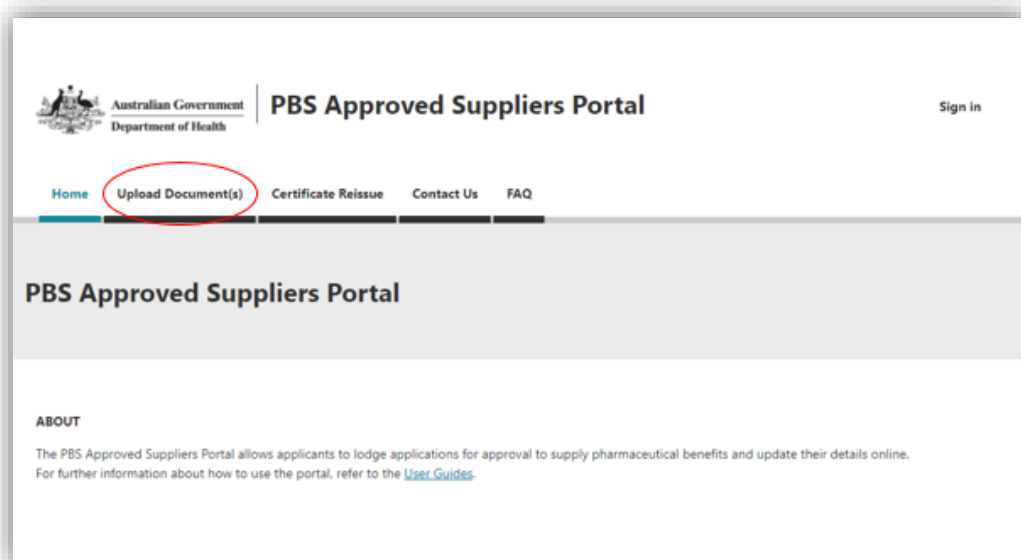 Australian Government
Department of Health
PBS Approved Suppliers Portal
Sign in
Home Upload Document(s) Certificate Reissue Contact Us FAQ
PBS Approved Suppliers Portal
ABOUT
The PBS Approved Suppliers Portal allows applicants to lodge applications for approval to supply pharmaceutical benefits and update their details online.
For further information about how to use the portal, refer to the User Guides.